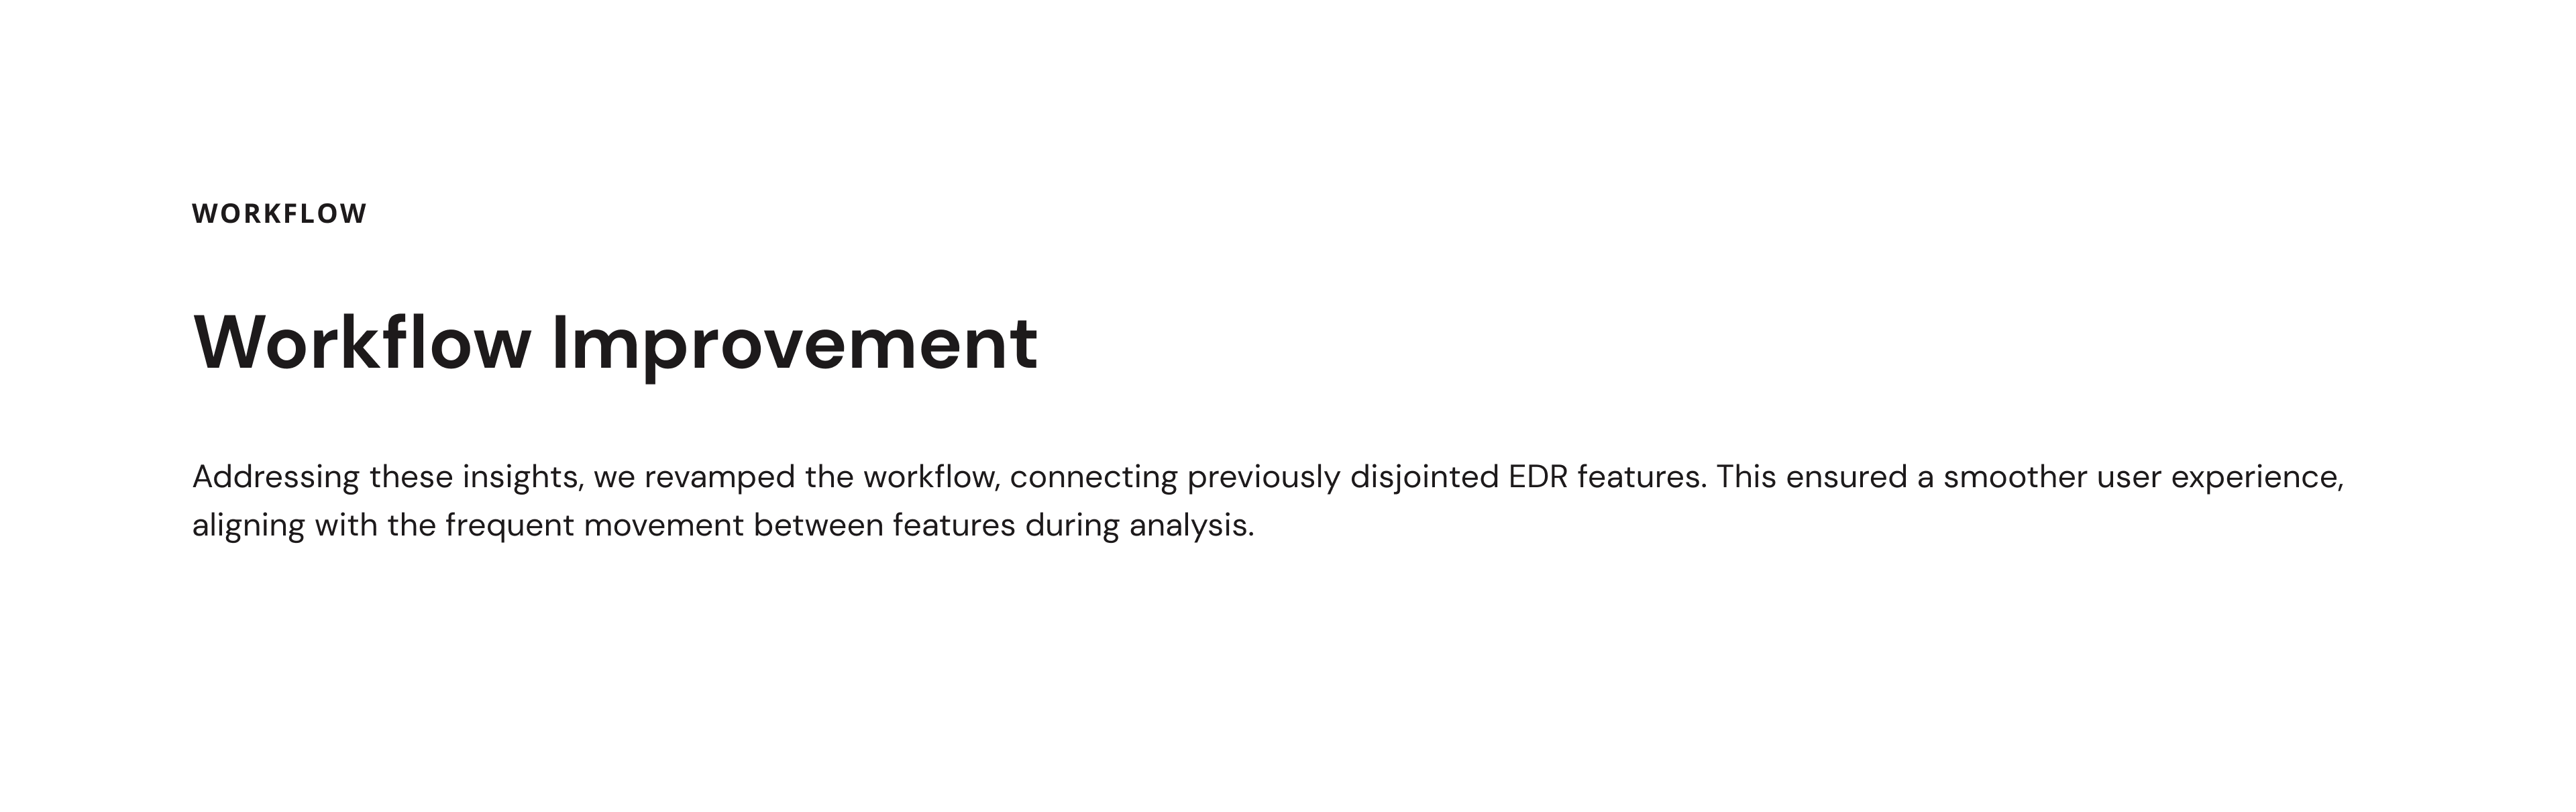 WORKFLOW
Workflow Improvement
Addressing these insights, we revamped the workflow, connecting previously disjointed EDR features. This ensured a smoother user experience,
aligning with the frequent movement between features during analysis.